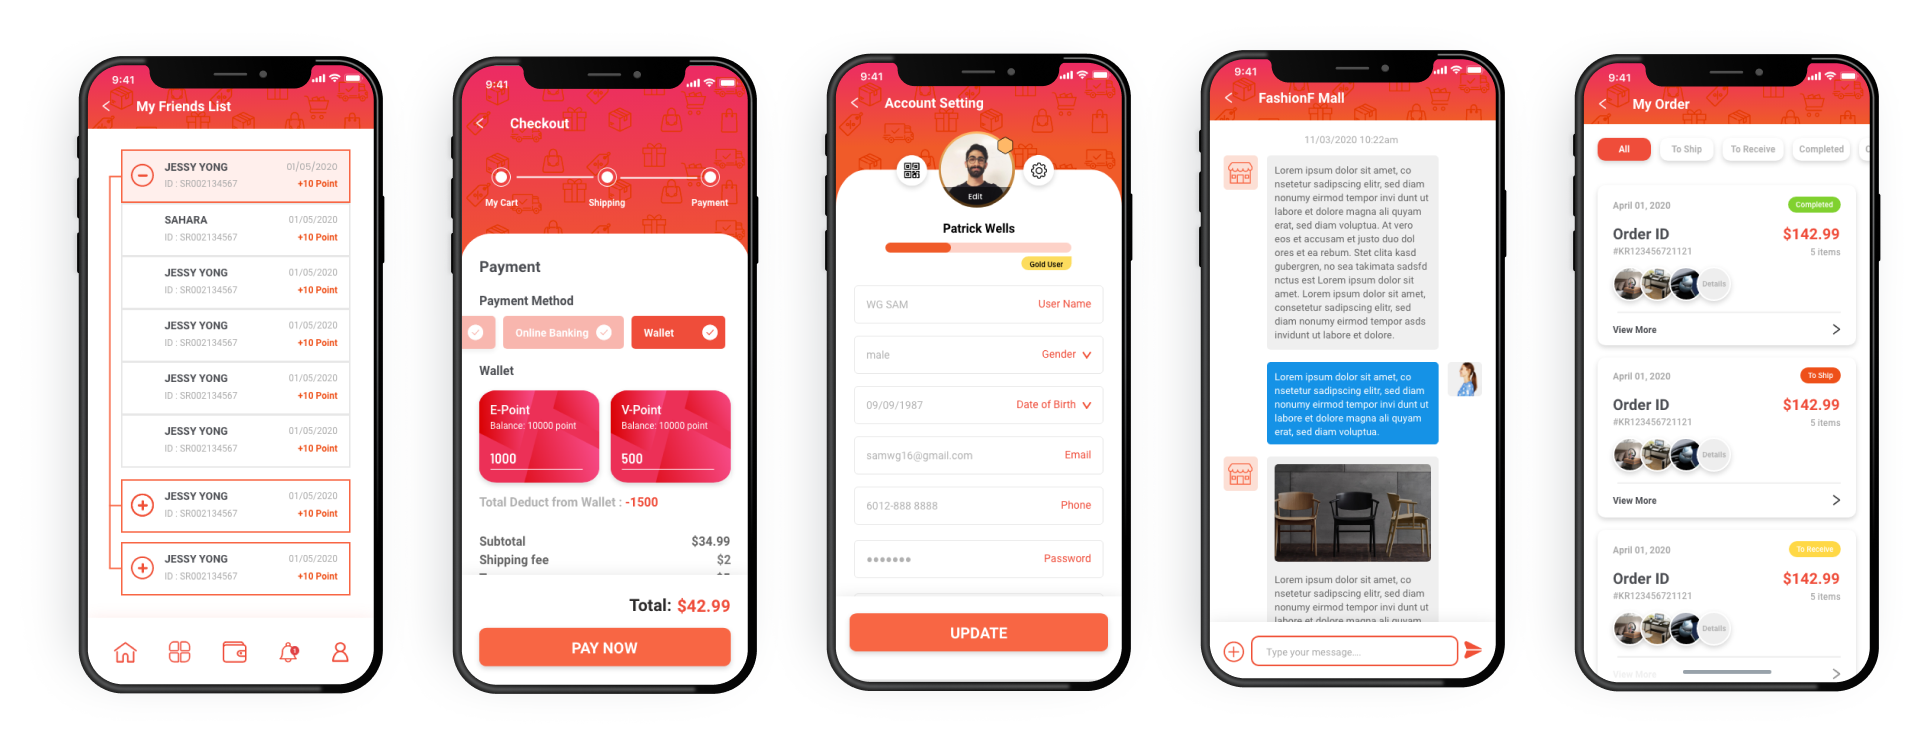 9:41
My Friends List
JESSY YONG 01/05/2020
ID : SR002134567 +10 Point
SAHARA 01/05/2020
ID : SR002134567 +10 Point
JESSY YONG 01/05/2020
ID : SR002134567 +10 Point
JESSY YONG 01/05/2020
ID : SR002134567 +10 Point
JESSY YONG 01/05/2020
ID : SR002134567 +10 Point
JESSY YONG 01/05/2020
ID : SR002134567 +10 Point
JESSY YONG 01/05/2020
ID : SR002134567 +10 Point
JESSY YONG 01/05/2020
ID : SR002134567 +10 Point
9:41
Checkout
My Cart Shipping Payment
Payment
Payment Method
Online Banking Wallet
Wallet
E-Point V-Point
Balance: 10000 point Balance: 10000 point
1000 500
Total Deduct from Wallet : -1500
Subtotal $34.99
Shipping fee $2
Total: $42.99
PAY NOW
9:41
Account Setting
Edit
Patrick Wells
Gold User
WG SAM User Name
male Gender
09/09/1987 Date of Birth
samwg16@gmail.com Email
6012-888 8888 Phone
●●●●●●● Password
UPDATE
9:41
FashionF Mall
11/03/2020 10:22am
Lorem ipsum dolor sit amet, co
nsetetur sadipscing elitr, sed diam
nonumy eirmod tempor invi dunt ut
labore et dolore magna ali quyam
erat, sed diam voluptua. At vero
eos et accusam et justo duo dol
ores et ea rebum. Stet clita kasd
gubergren, no sea takimata sadsfd
nctus est Lorem ipsum dolor sit
amet. Lorem ipsum dolor sit amet,
consetetur sadipscing elitr, sed
diam nonumy eirmod tempor asds
invidunt ut labore et dolore.
Lorem ipsum dolor sit amet, co
nsetetur sadipscing elitr, sed diam
nonumy eirmod tempor invi dunt ut
labore et dolore magna ali quyam
erat, sed diam voluptua.
Lorem ipsum dolor sit amet, co
nsetetur sadipscing elitr, sed diam
nonumy eirmod tempor invi dunt ut
labore et dolore magna ali quyam
Type your message....
9:41
My Order
All To Ship To Receive Completed
April 01, 2020 Completed
Order ID $142.99
#KR123456721121 5 items
Details
View More
April 01, 2020 To Ship
Order ID $142.99
#KR123456721121 5 items
Details
View More
April 01, 2020 To Receive
Order ID $142.99
#KR123456721121 5 items
Details
View More